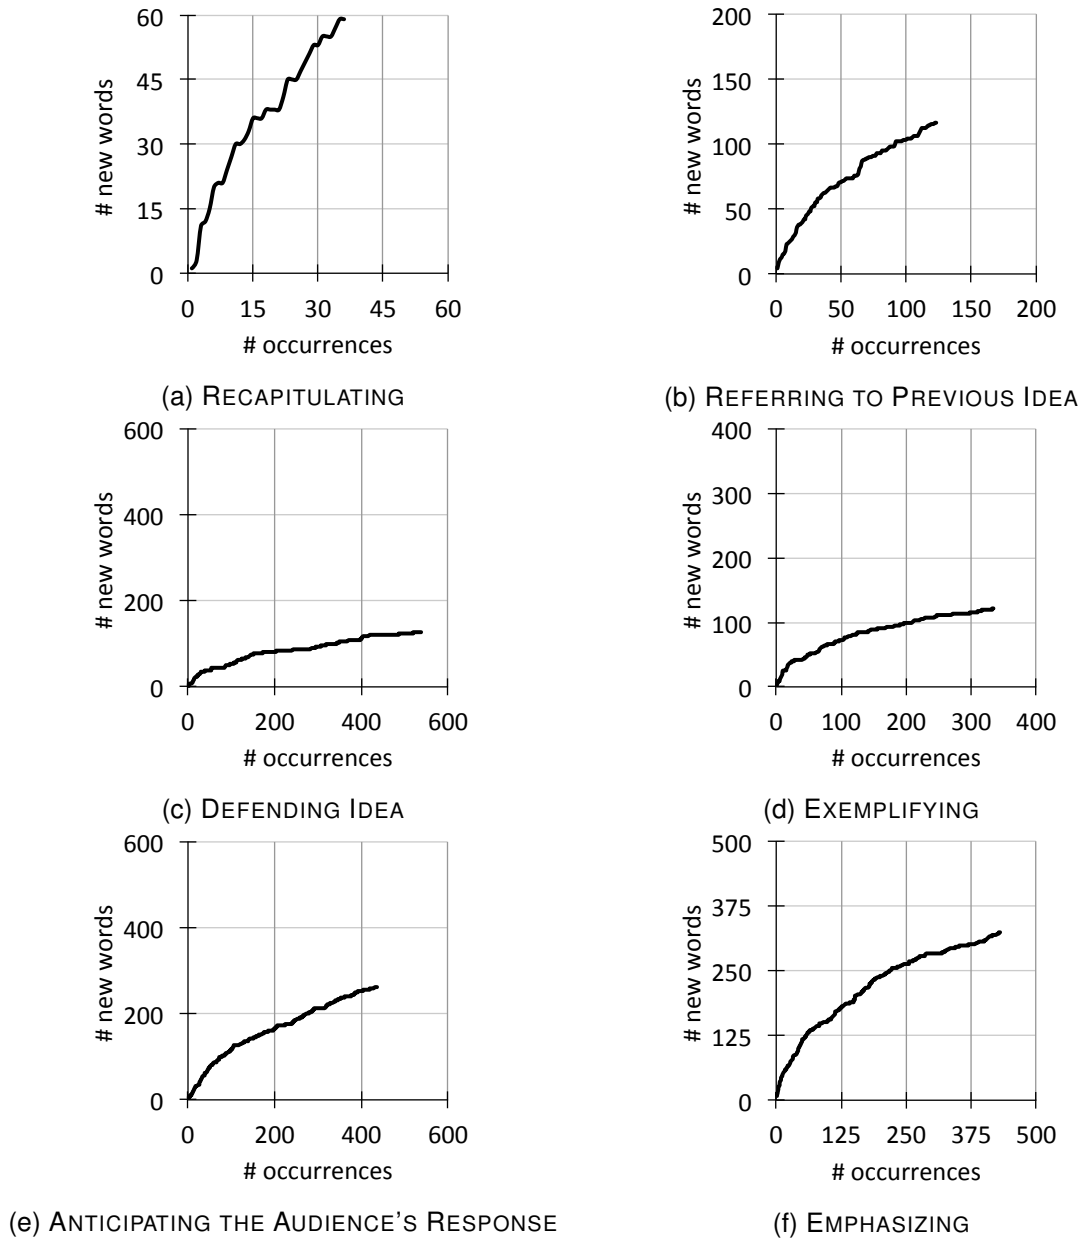 60
45
30
15
0
# new words
0 15 30 45 60
# occurrences
(a) RECAPITULATING
200
150
100
50
0
# new words
0 50 100 150 200
# occurrences
(b) REFERRING TO PREVIOUS IDEA
600
400
200
0
# new words
0 200 400 600
# occurrences
(c) DEFENDING IDEA
400
300
200
100
0
# new words
0 100 200 300 400
# occurrences
(d) EXEMPLIFYING
600
400
200
0
# new words
0 200 400 600
# occurrences
(e) ANTICIPATING THE AUDIENCE'S RESPONSE
500
375
250
125
0
# new words
0 125 250 375 500
# occurrences
(f) EMPHASIZING